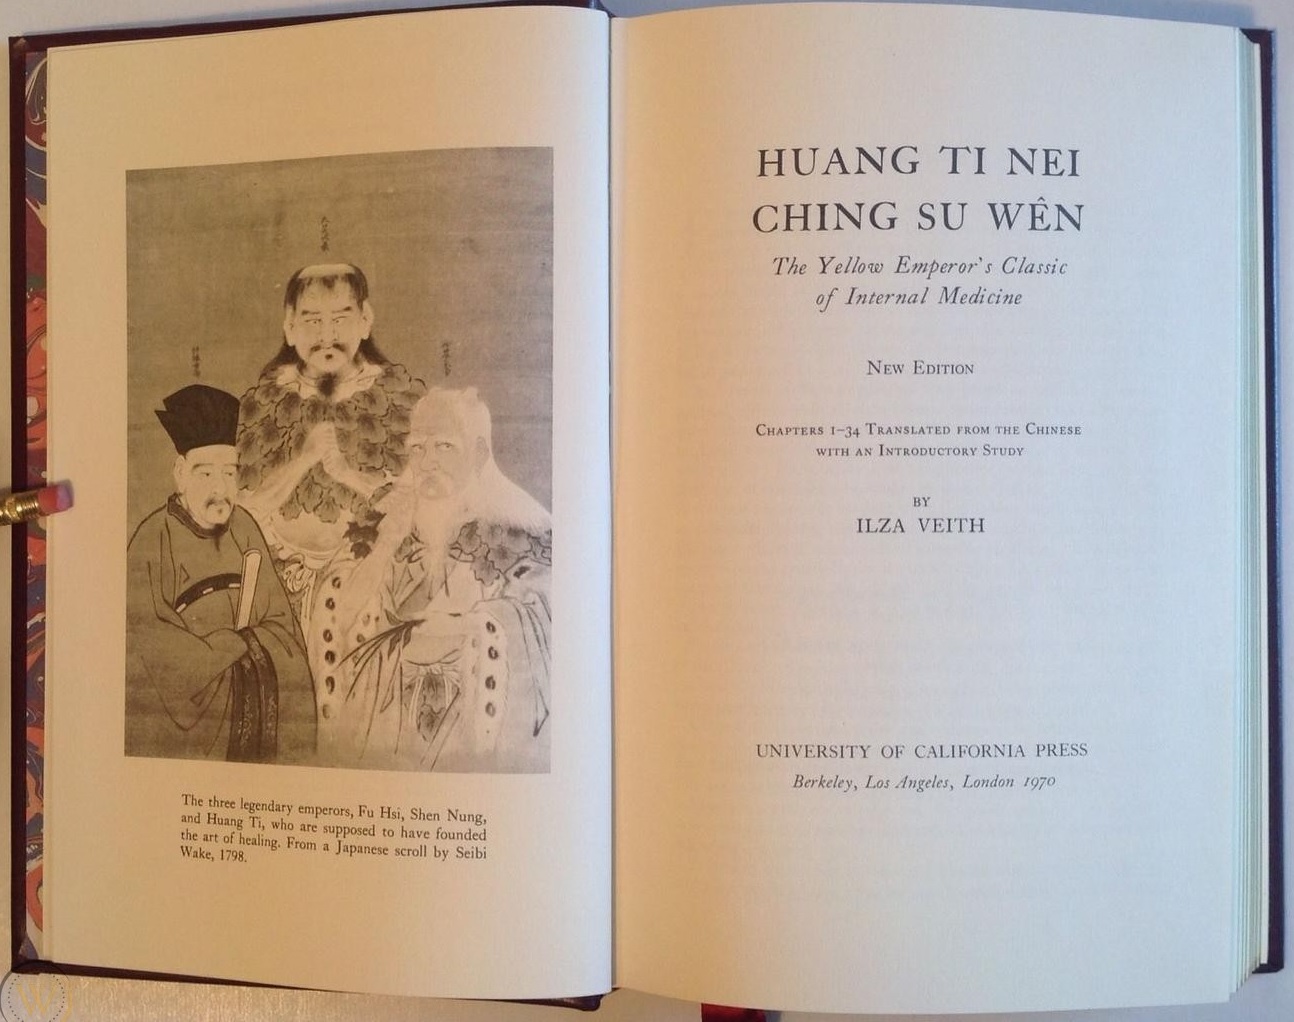 The three legendary emperors, Fu Hsi, Shen Nung,
and Huang Ti, who are supposed to have founded
the art of healing. From a Japanese scroll by Seibi
Wake, 1798.
HUANG TI NEI
CHING SU WÊN
The Yellow Emperor's Classic
of Internal Medicine
NEW EDITION
CHAPTERS 1–34 TRANSLATED FROM THE CHINESE
WITH AN INTRODUCTORY STUDY
BY
ILZA VEITH
UNIVERSITY OF CALIFORNIA PRESS
Berkeley, Los Angeles, London 1970